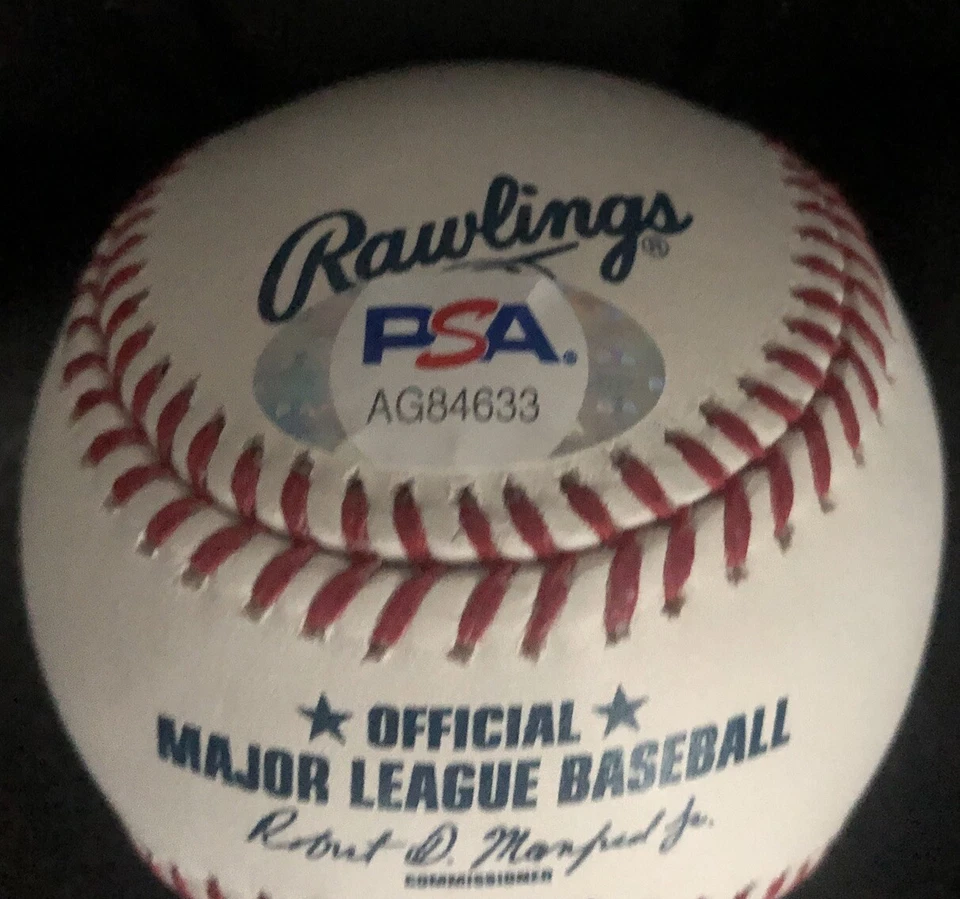 Rawlings®
PSA.
AG84633
★ OFFICIAL ★
MAJOR LEAGUE BASEBALL
Robert D. Manfred Jr.
COMMISSIONER